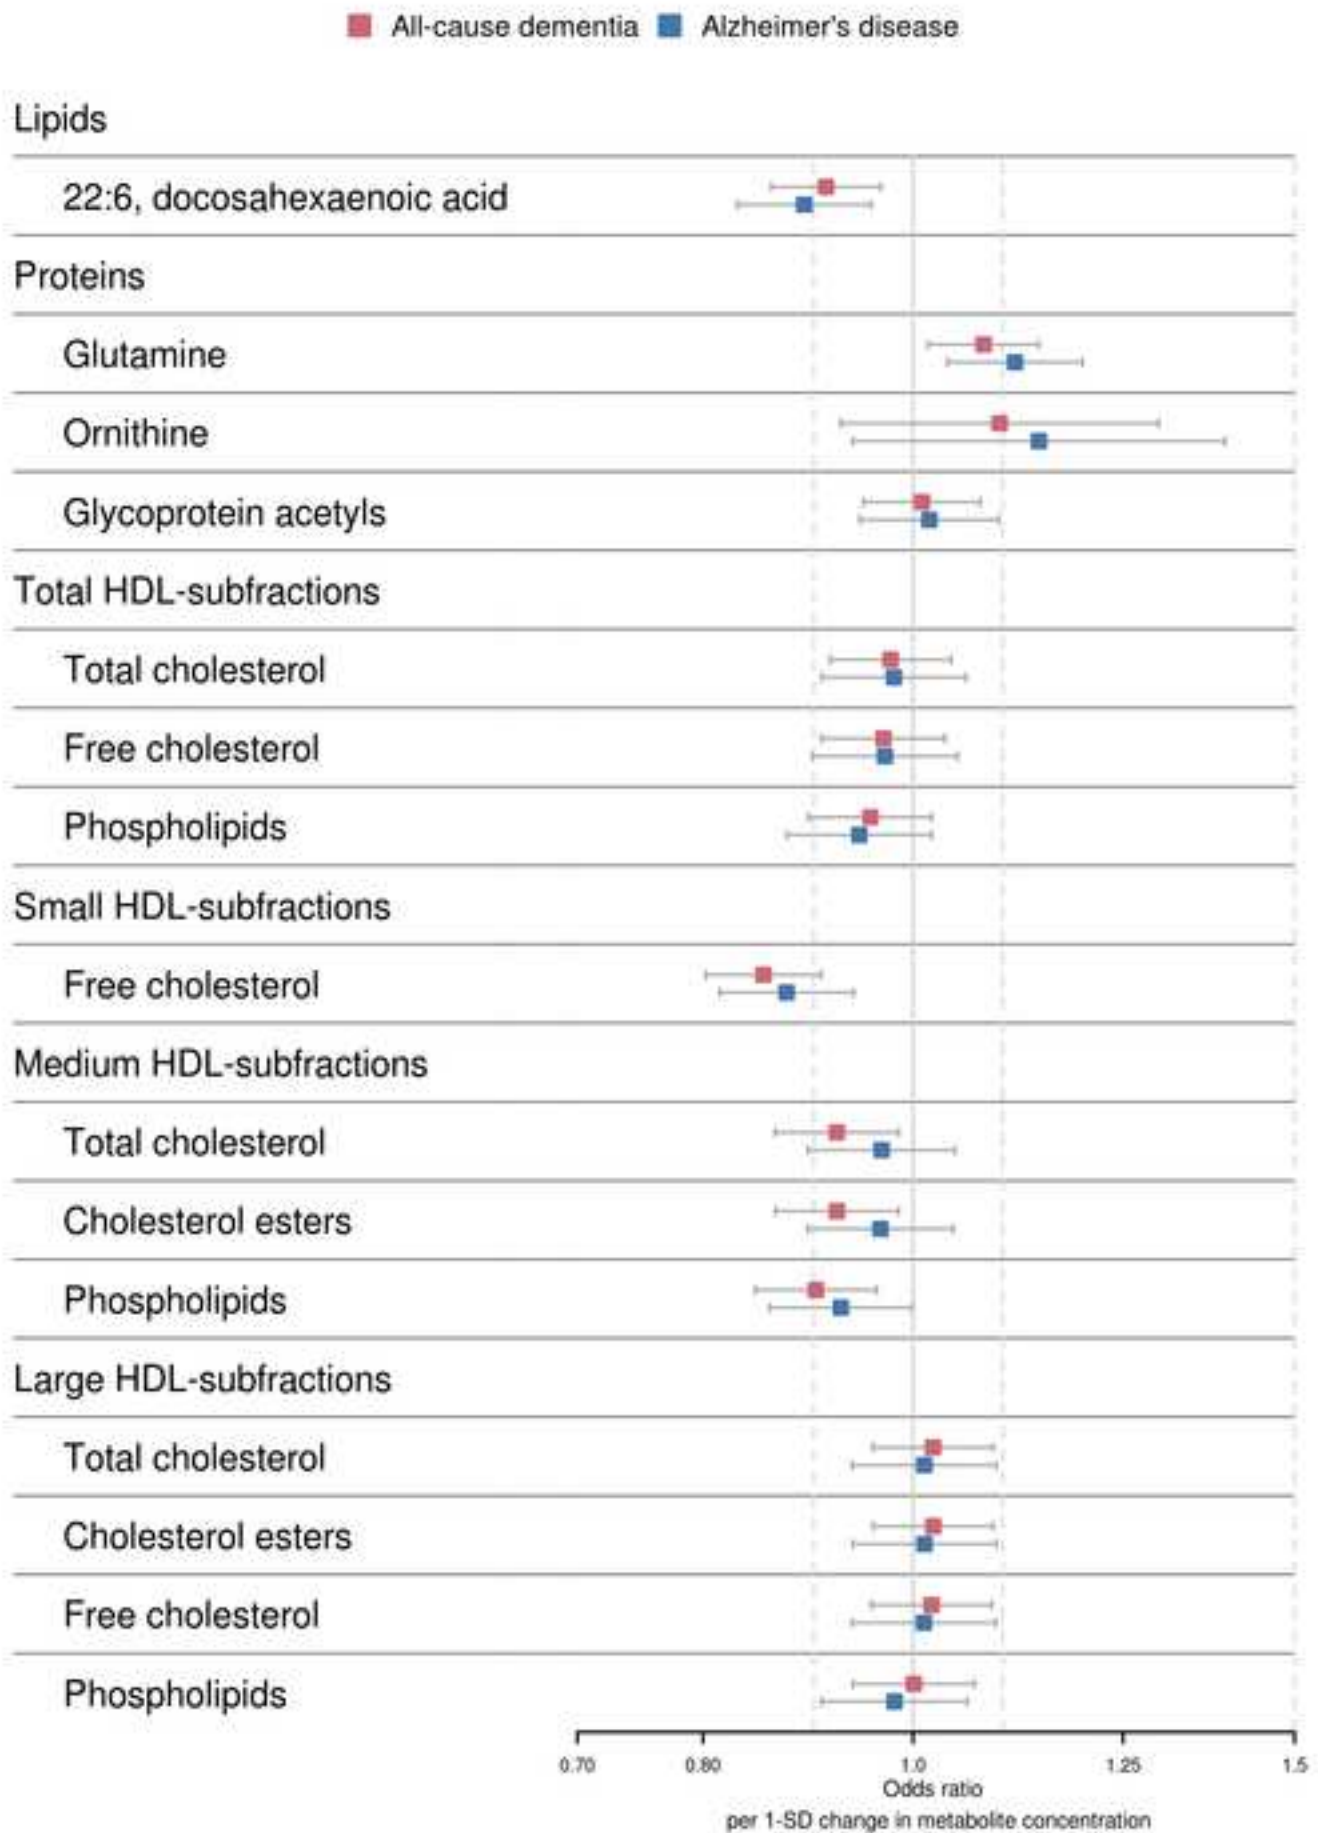 All-cause dementia Alzheimer's disease
Lipids
22:6, docosahexaenoic acid
Proteins
Glutamine
Ornithine
Glycoprotein acetyls
Total HDL-subfractions
Total cholesterol
Free cholesterol
Phospholipids
Small HDL-subfractions
Free cholesterol
Medium HDL-subfractions
Total cholesterol
Cholesterol esters
Phospholipids
Large HDL-subfractions
Total cholesterol
Cholesterol esters
Free cholesterol
Phospholipids
0.70 0.80 1.0 1.25 1.5
Odds ratio
per 1-SD change in metabolite concentration